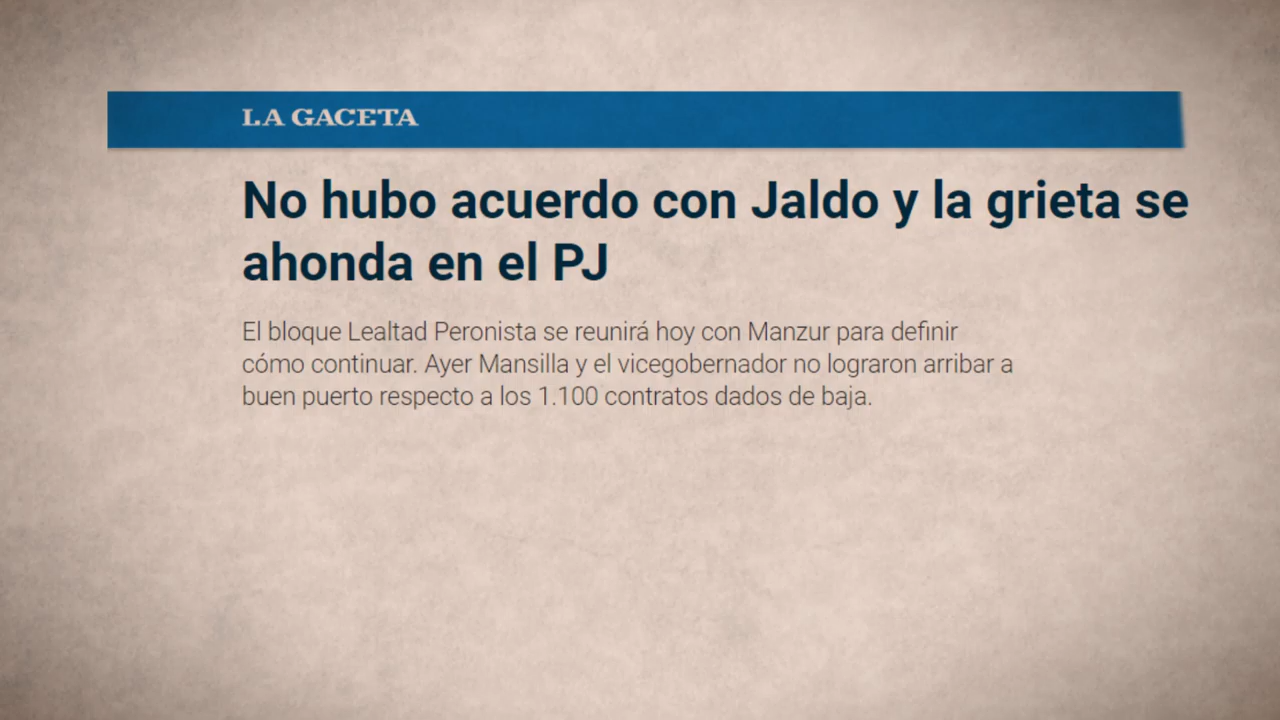 LA GACETA
No hubo acuerdo con Jaldo y la grieta se
ahonda en el PJ
El bloque Lealtad Peronista se reunirá hoy con Manzur para definir
cómo continuar. Ayer Mansilla y el vicegobernador no lograron arribar a
buen puerto respecto a los 1.100 contratos dados de baja.